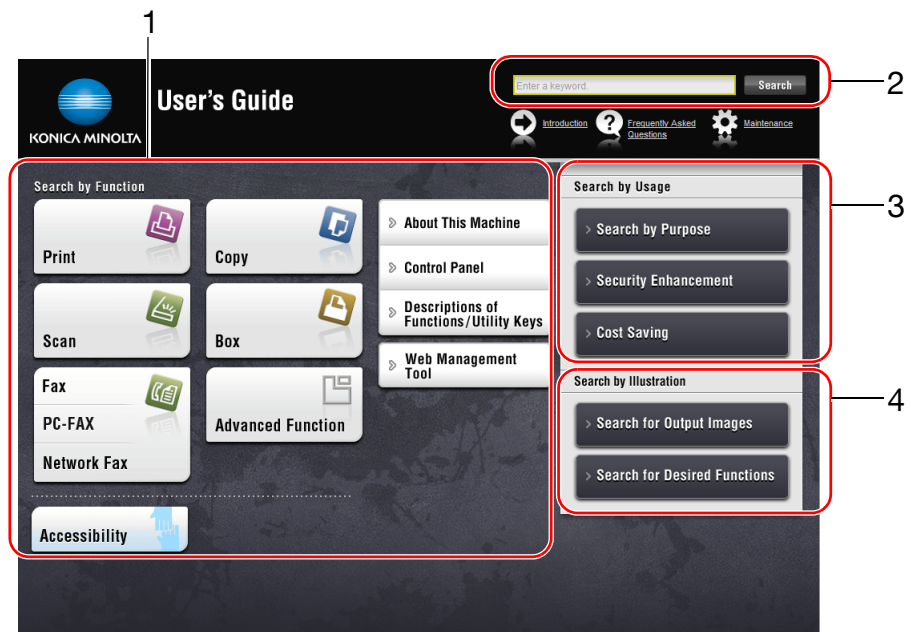 1
2
3
4
KONICA MINOLTA
User's Guide
Enter a keyword.
Search
Introduction
Frequently Asked
Questions
Maintenance
Search by Function
Print
Copy
Scan
Box
Fax
PC-FAX
Network Fax
Advanced Function
Accessibility
About This Machine
Control Panel
Descriptions of
Functions/Utility Keys
Web Management
Tool
Search by Usage
Search by Purpose
Security Enhancement
Cost Saving
Search by Illustration
Search for Output Images
Search for Desired Functions